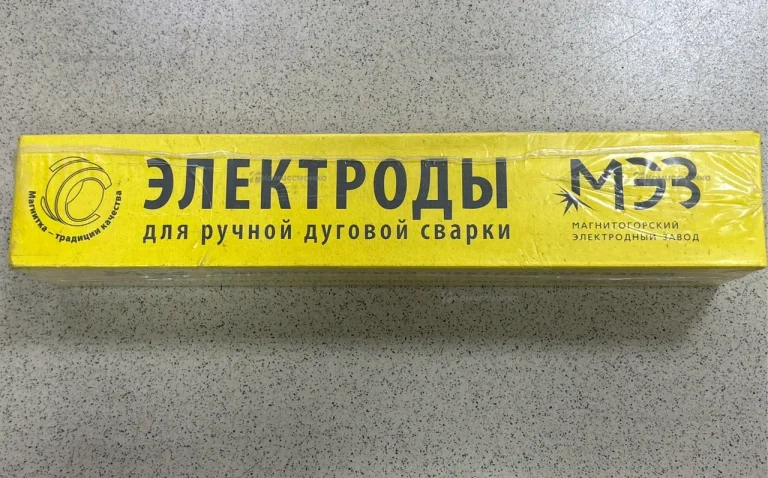 Магнитка – традиции качества
ЭЛЕКТРОДЫ
для ручной дуговой сварки
МЭЗ
МАГНИТОГОРСКИЙ
ЭЛЕКТРОДНЫЙ ЗАВОД